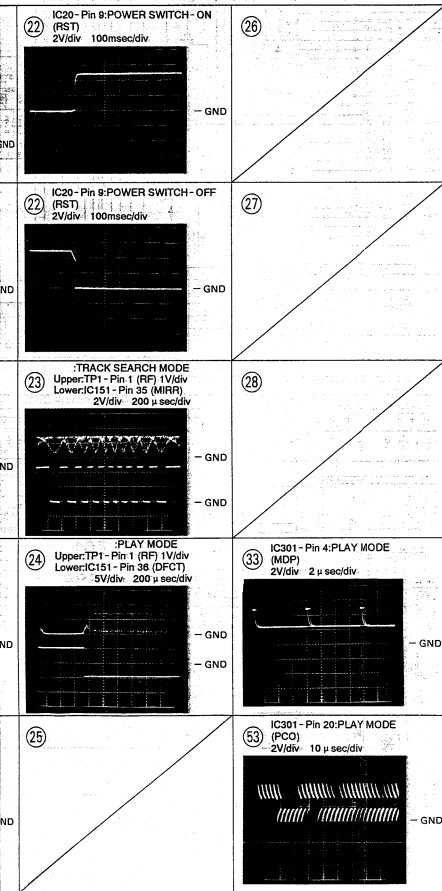 22 IC20 - Pin 9:POWER SWITCH - ON
(RST)
2V/div 100msec/div
- GND
GND
26
22 IC20 - Pin 9:POWER SWITCH - OFF
(RST)
2V/div 100msec/div
- GND
ND
27
:TRACK SEARCH MODE
23 Upper:TP1 - Pin 1 (RF) 1V/div
Lower:IC151 - Pin 35 (MIRR)
2V/div 200 μ sec/div
- GND
ND
- GND
28
:PLAY MODE
24 Upper:TP1 - Pin 1 (RF) 1V/div
Lower:IC151 - Pin 36 (DFCT)
5V/div 200 μ sec/div
- GND
ND
- GND
33 IC301 - Pin 4:PLAY MODE
(MDP)
2V/div 2 μ sec/div
- GND
25
ND
53 IC301 - Pin 20:PLAY MODE
(PCO)
2V/div 10 μ sec/div
- GND